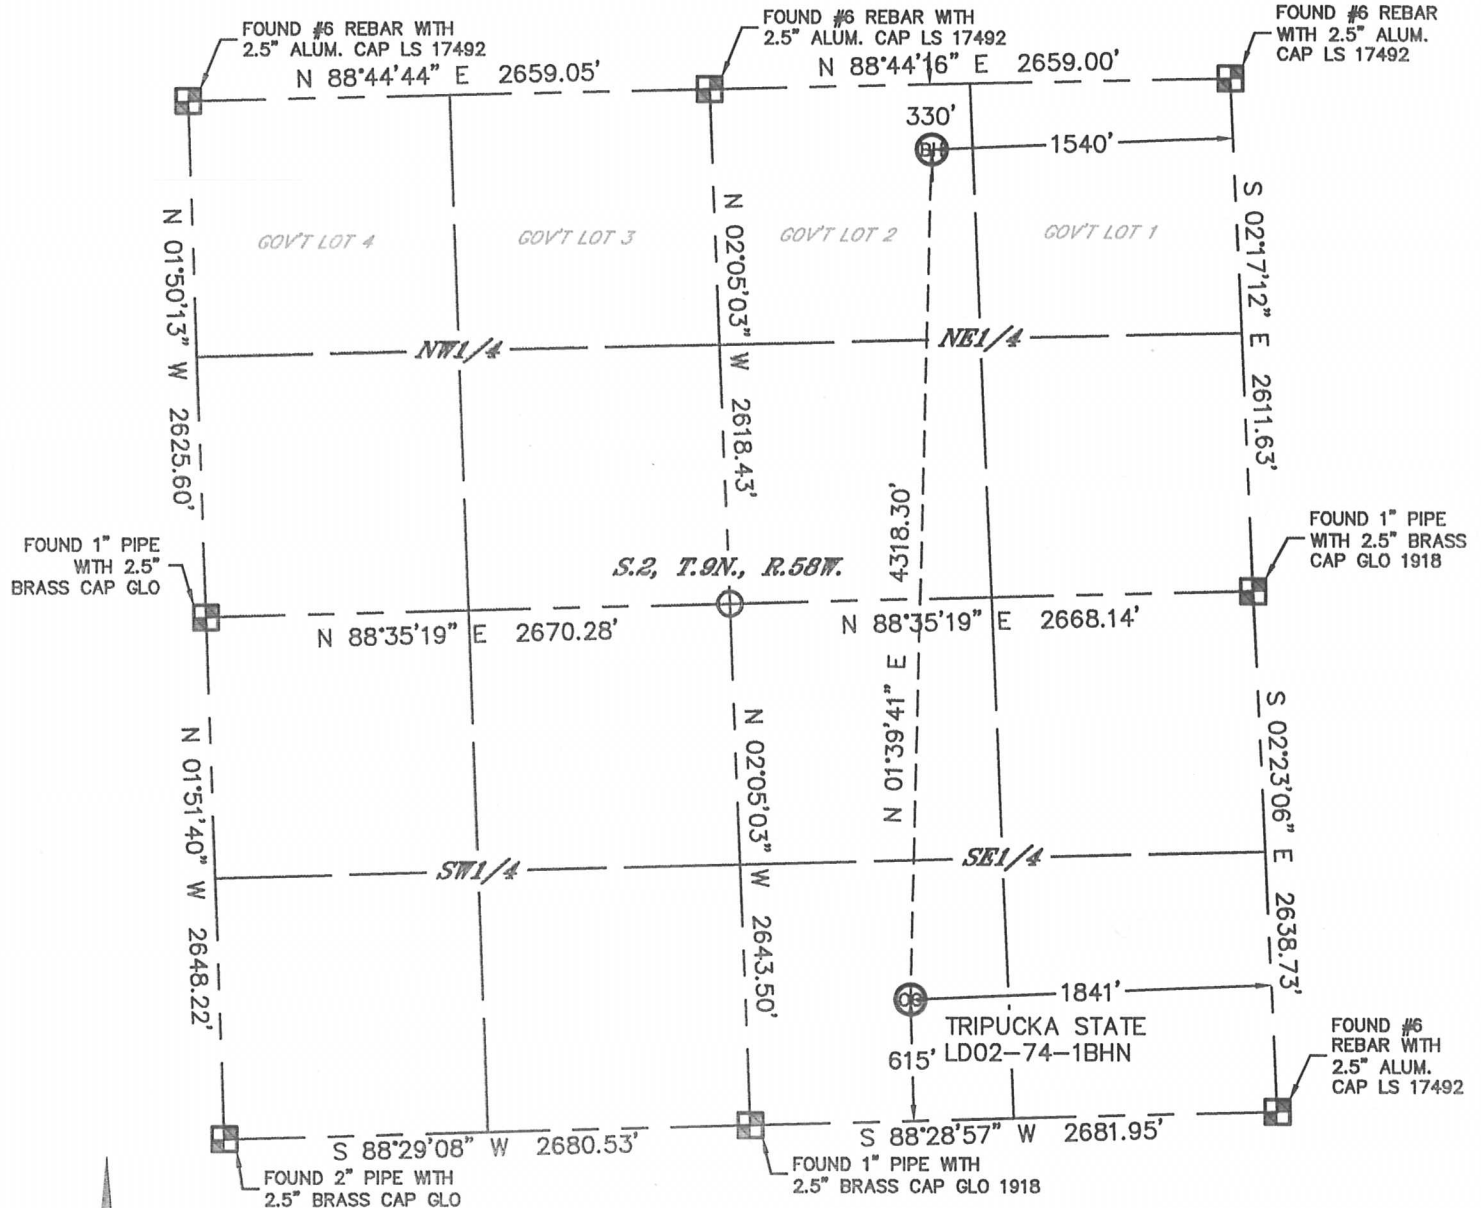 FOUND #6 REBAR WITH
2.5" ALUM. CAP LS 17492
FOUND #6 REBAR WITH
2.5" ALUM. CAP LS 17492
FOUND #6 REBAR
WITH 2.5" ALUM.
CAP LS 17492
N 88°44'44" E 2659.05'
N 88°44'16" E 2659.00'
330'
BH
1540'
N 01°50'13" W 2625.60'
GOV'T LOT 4
GOV'T LOT 3
N 02°05'03" W 2618.43'
GOV'T LOT 2
GOV'T LOT 1
S 02°17'12" E 2611.63'
NW1/4
NE1/4
N 01°39'41" E 4318.30'
FOUND 1" PIPE
WITH 2.5"
BRASS CAP GLO
S.2, T.9N., R.58W.
FOUND 1" PIPE
WITH 2.5" BRASS
CAP GLO 1918
N 88°35'19" E 2670.28'
N 88°35'19" E 2668.14'
N 01°51'40" W 2648.22'
N 02°05'03" W 2643.50'
S 02°23'06" E 2638.73'
SW1/4
SE1/4
OG
1841'
TRIPUCKA STATE
LD02-74-1BHN
615'
FOUND #6
REBAR WITH
2.5" ALUM.
CAP LS 17492
S 88°29'08" W 2680.53'
S 88°28'57" W 2681.95'
FOUND 2" PIPE WITH
2.5" BRASS CAP GLO
FOUND 1" PIPE WITH
2.5" BRASS CAP GLO 1918